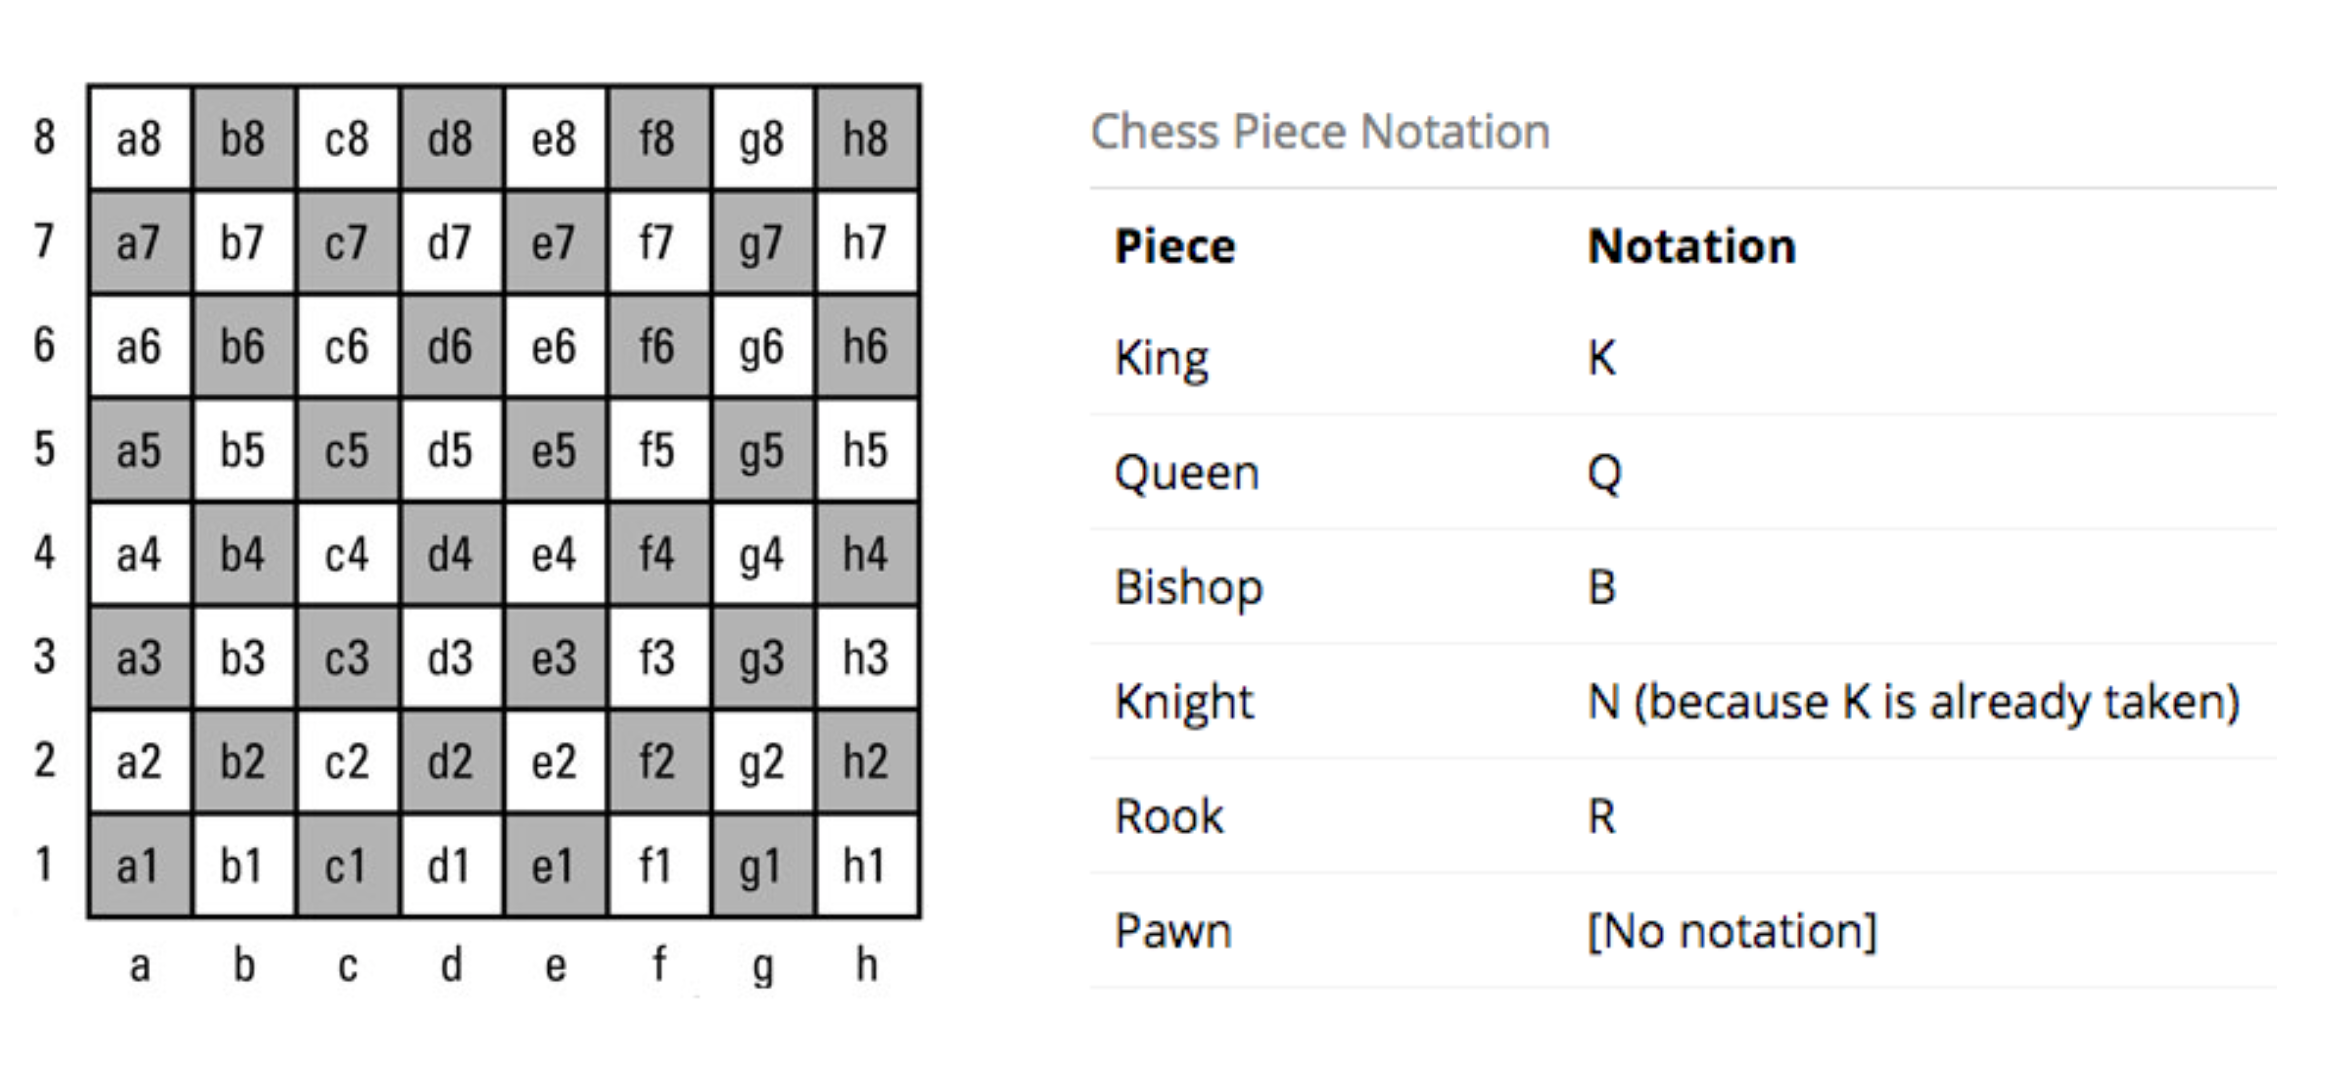 8 a8 b8 c8 d8 e8 f8 g8 h8
7 a7 b7 c7 d7 e7 f7 g7 h7
6 a6 b6 c6 d6 e6 f6 g6 h6
5 a5 b5 c5 d5 e5 f5 g5 h5
4 a4 b4 c4 d4 e4 f4 g4 h4
3 a3 b3 c3 d3 e3 f3 g3 h3
2 a2 b2 c2 d2 e2 f2 g2 h2
1 a1 b1 c1 d1 e1 f1 g1 h1
a b c d e f g h
Chess Piece Notation
Piece Notation
King K
Queen Q
Bishop B
Knight N (because K is already taken)
Rook R
Pawn [No notation]